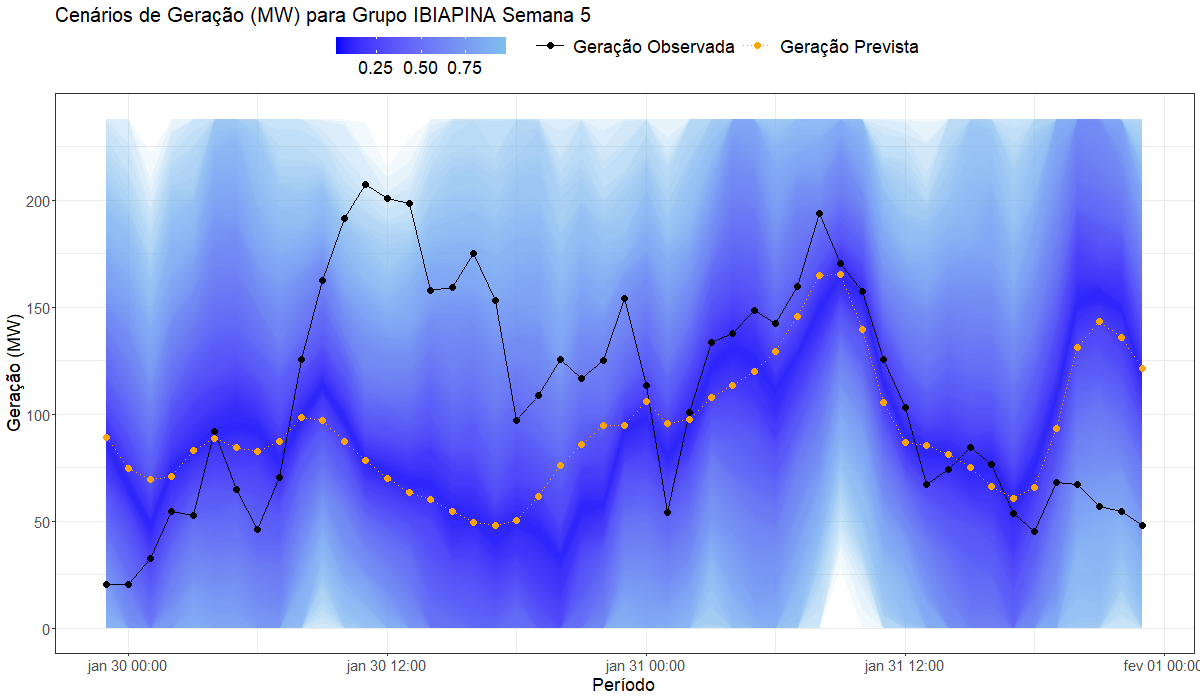 Cenários de Geração (MW) para Grupo IBIAPINA Semana 5
0.25 0.50 0.75 Geração Observada Geração Prevista
Geração (MW)
200
150
100
50
0
jan 30 00:00 jan 30 12:00 jan 31 00:00 jan 31 12:00 fev 01 00:00
Período